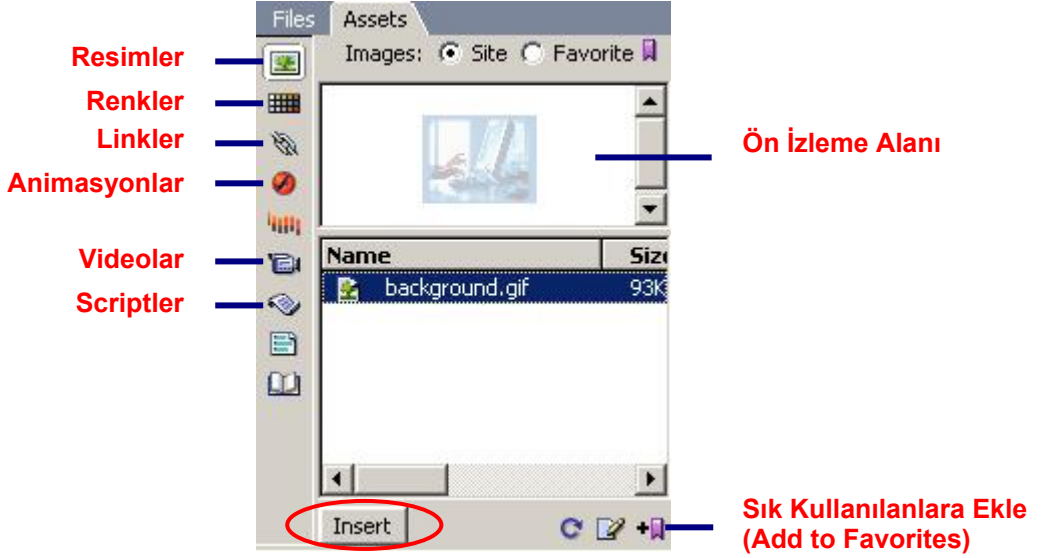 Files Assets
Images: Site Favorite
Resimler
Renkler
Linkler
Animasyonlar
Videolar
Scriptler
Ön İzleme Alanı
Name Size
background.gif 93K
Insert
Sık Kullanılanlara Ekle
(Add to Favorites)